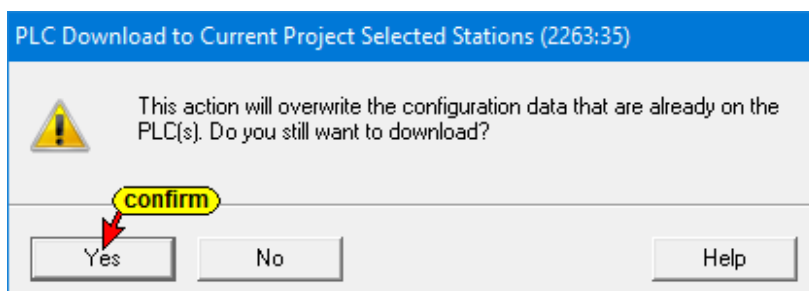 PLC Download to Current Project Selected Stations (2263:35)
This action will overwrite the configuration data that are already on the
PLC(s). Do you still want to download?
confirm
Yes
No
Help